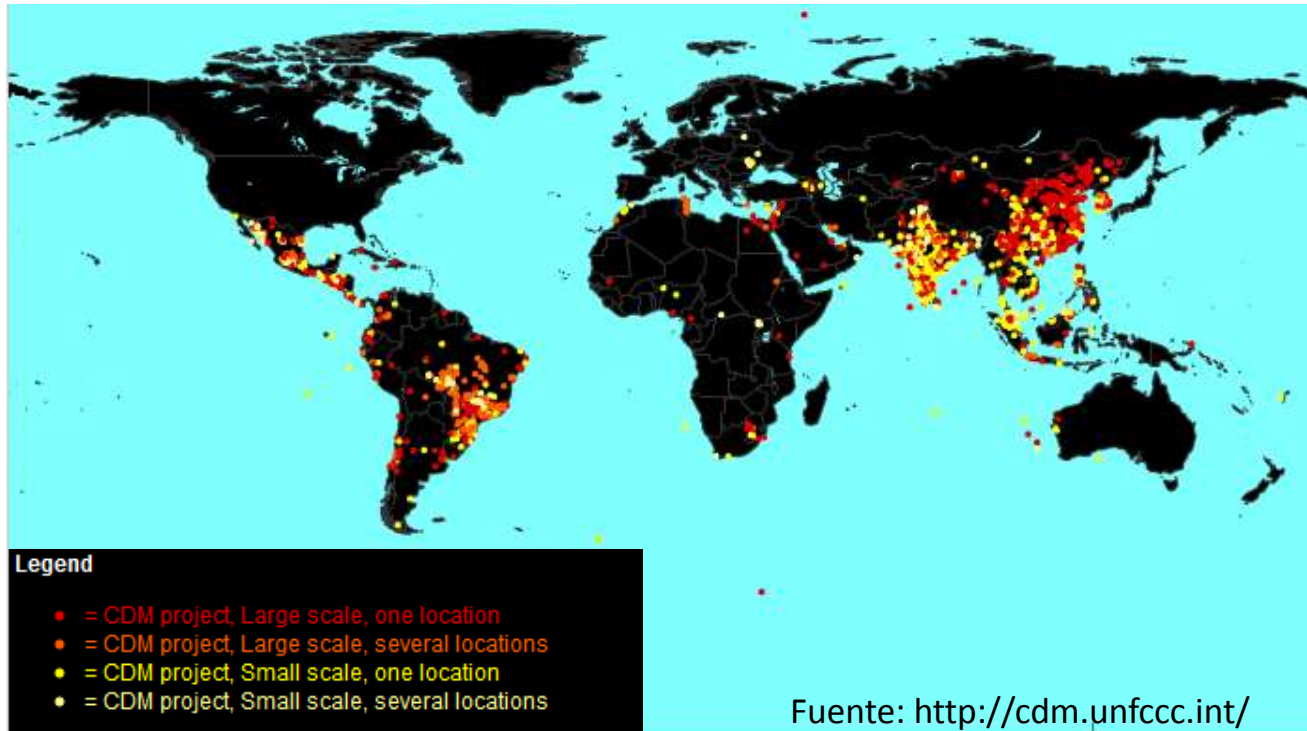 Legend
= CDM project, Large scale, one location
= CDM project, Large scale, several locations
= CDM project, Small scale, one location
= CDM project, Small scale, several locations
Fuente: http://cdm.unfccc.int/